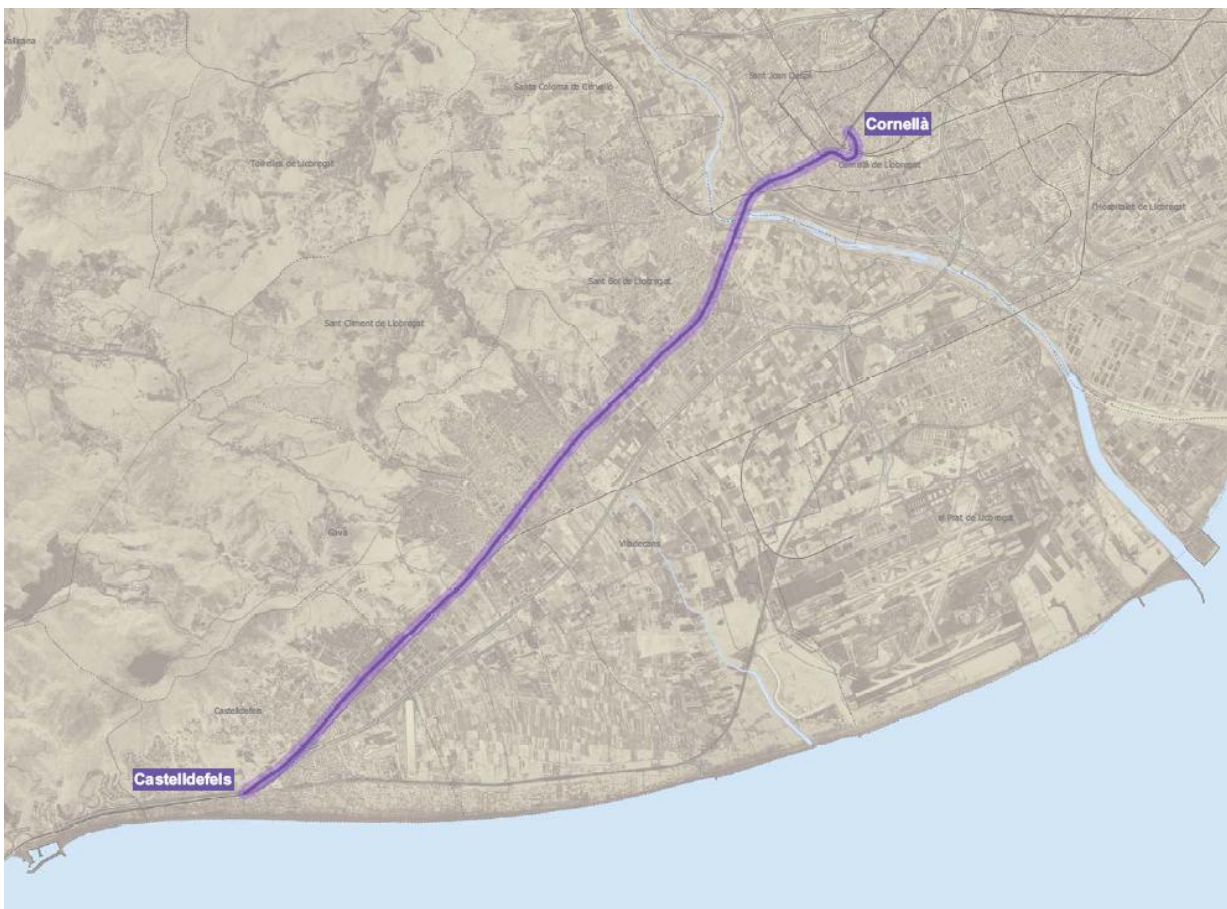 Vallirana
Sant Joan Despí
Santa Coloma de Cervelló
Cornellà
Torrelles de Llobregat
Cornellà de Llobregat
l'Hospitalet de Llobregat
Sant Boi de Llobregat
Sant Climent de Llobregat
el Prat de Llobregat
Gavà
Viladecans
Castelldefels
Castelldefels